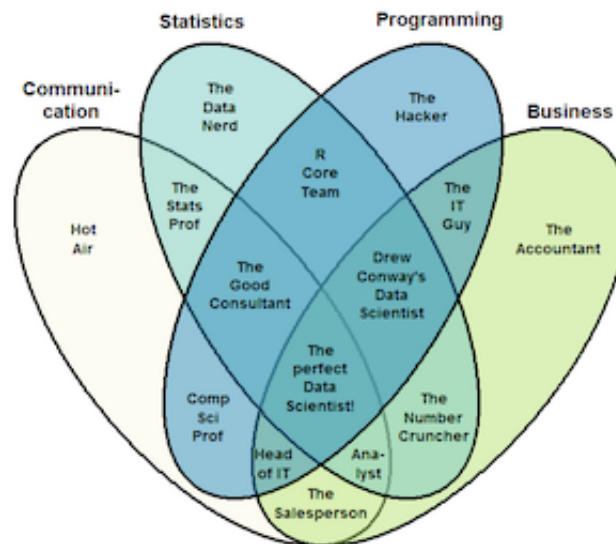 Statistics
Programming
Communi-
cation
Business
The
Data
Nerd
The
Hacker
R
Core
Team
The
Stats
Prof
The
IT
Guy
Hot
Air
The
Accountant
The
Good
Consultant
Drew
Conway's
Data
Scientist
The
perfect
Data
Scientist!
Comp
Sci
Prof
The
Number
Cruncher
Head
of IT
Ana-
lyst
The
Salesperson